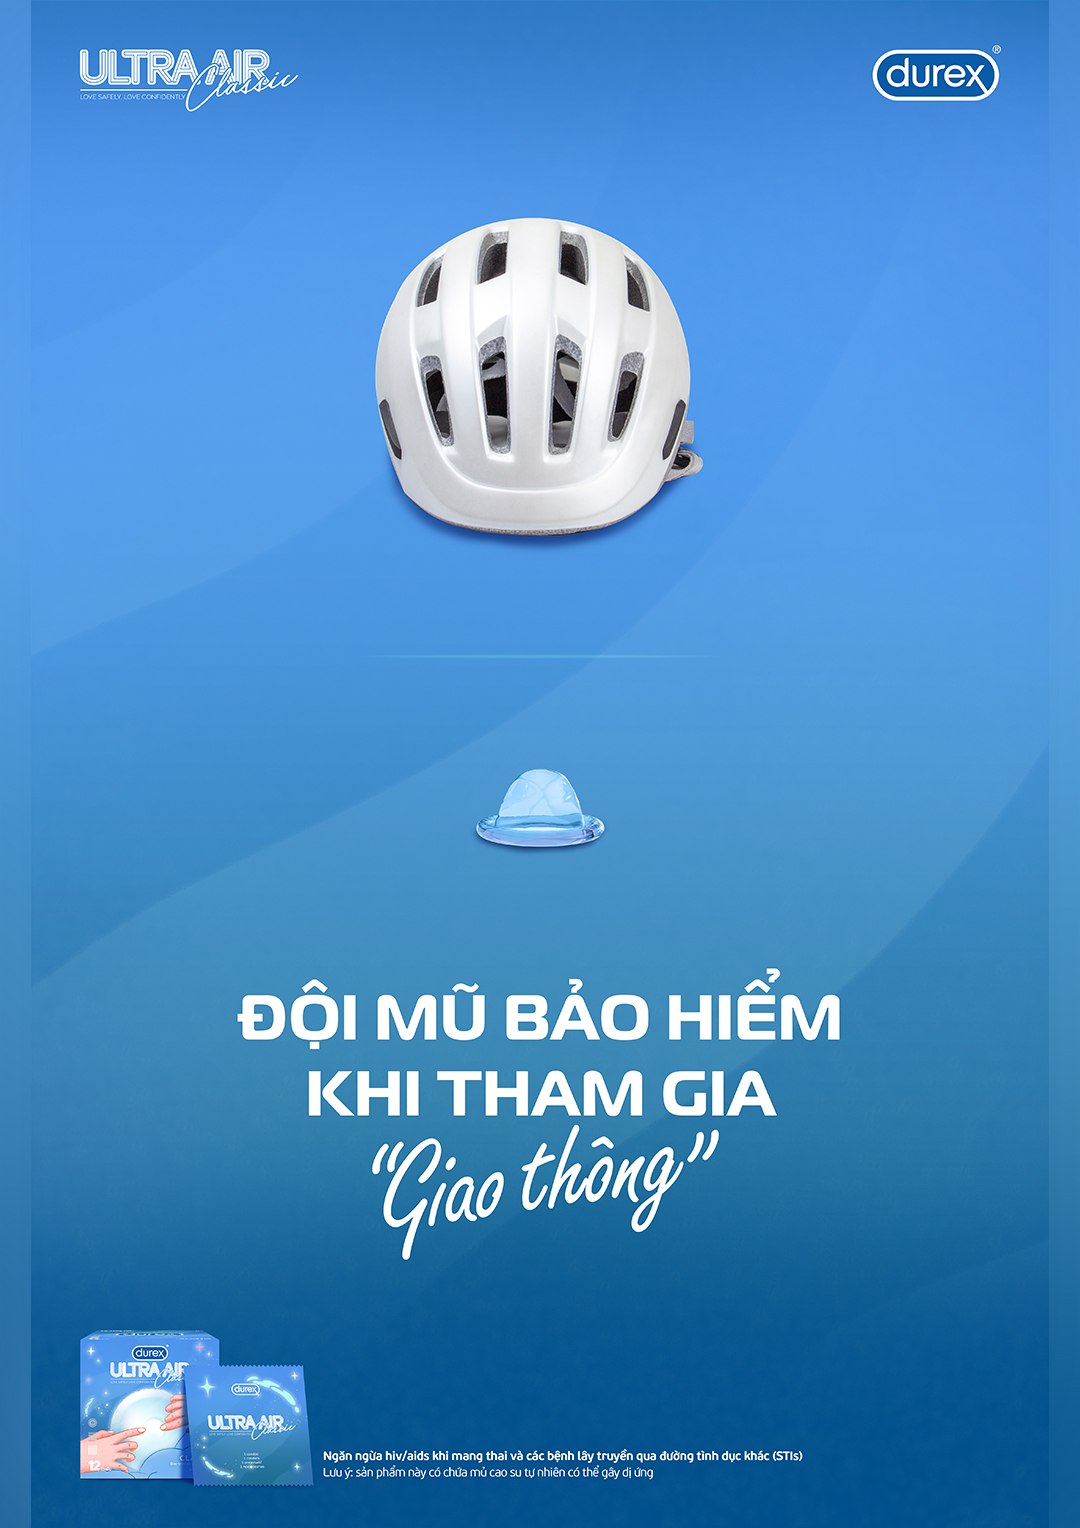 ULTRA AIR
Classic
LOVE SAFELY, LOVE CONFIDENTLY
durex®
ĐỘI MŨ BẢO HIỂM
KHI THAM GIA
“Giao thông”
durex
ULTRA AIR
Classic
12
durex
ULTRA AIR
Classic
Ngăn ngừa hiv/aids khi mang thai và các bệnh lây truyền qua đường tình dục khác (STIs)
Lưu ý: sản phẩm này có chứa mủ cao su tự nhiên có thể gây dị ứng